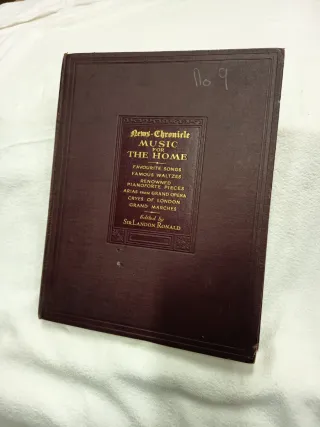 No 9
News-Chronicle
MUSIC
FOR
THE HOME
FAVOURITE SONGS
FAMOUS WALTZES
RENOWNED
PIANOFORTE PIECES
ARIAS FROM GRAND OPERA
CRYES OF LONDON
GRAND MARCHES
Edited by
SIR LANDON RONALD